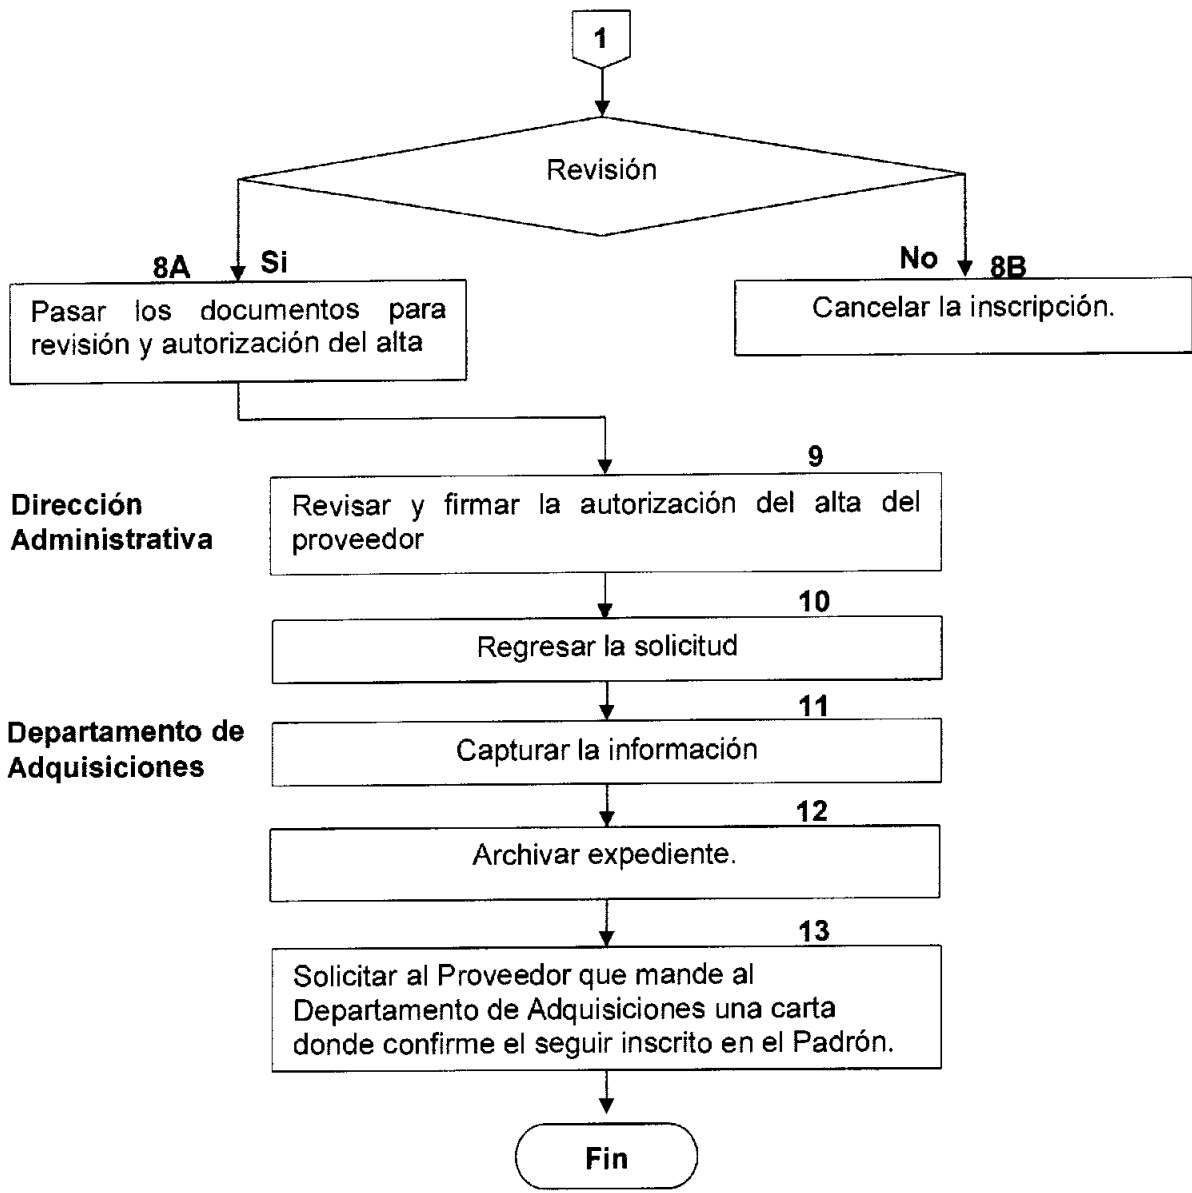 1
Revisión
8A Si
No 8B
Pasar los documentos para
revisión y autorización del alta
Cancelar la inscripción.
9
Dirección
Administrativa
Revisar y firmar la autorización del alta del
proveedor
10
Regresar la solicitud
11
Departamento de
Adquisiciones
Capturar la información
12
Archivar expediente.
13
Solicitar al Proveedor que mande al
Departamento de Adquisiciones una carta
donde confirme el seguir inscrito en el Padrón.
Fin